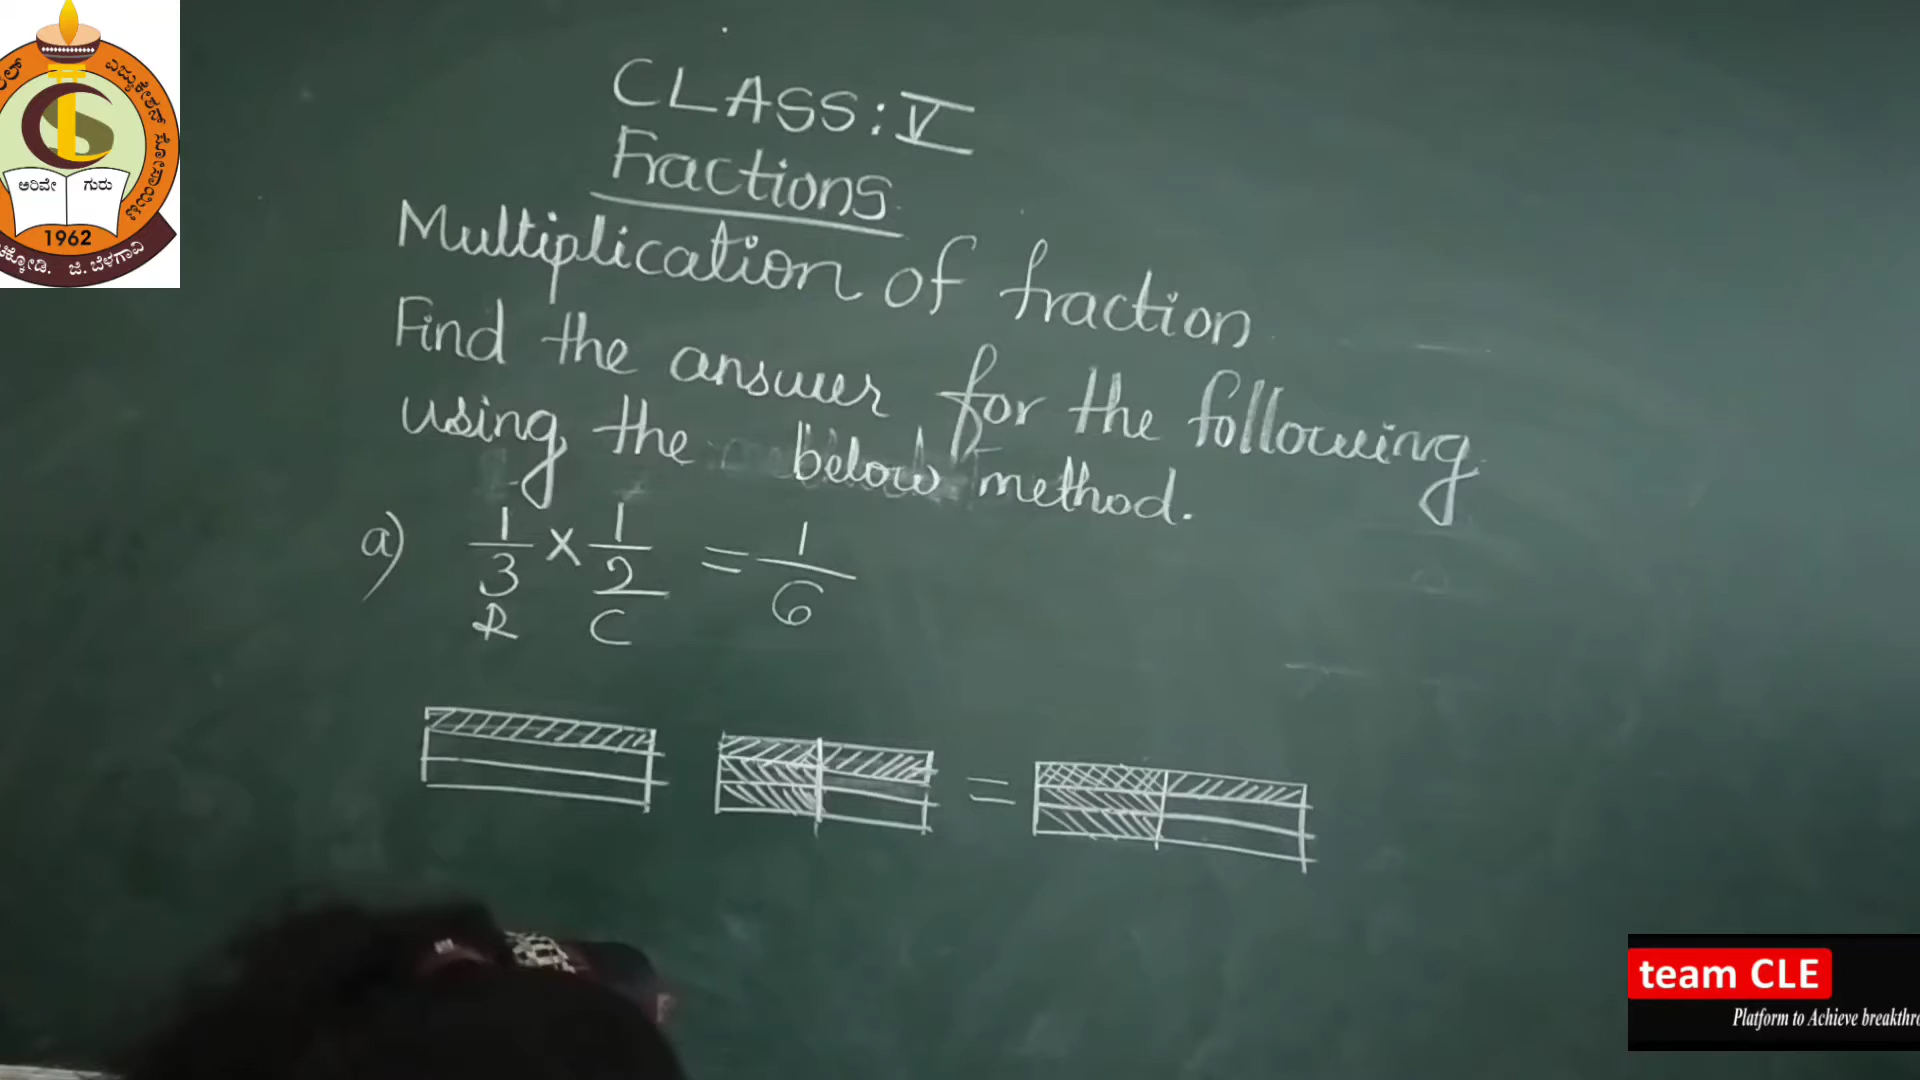 CLASS: V
Fractions
Multiplication of fraction
Find the answer for the following
using the below method.
a) 1/3 × 1/2 = 1/6
R C
=
ಅರಿವೇ ಗುರು
1962
ಜಿ. ಬೆಳಗಾವಿ
team CLE
Platform to Achieve